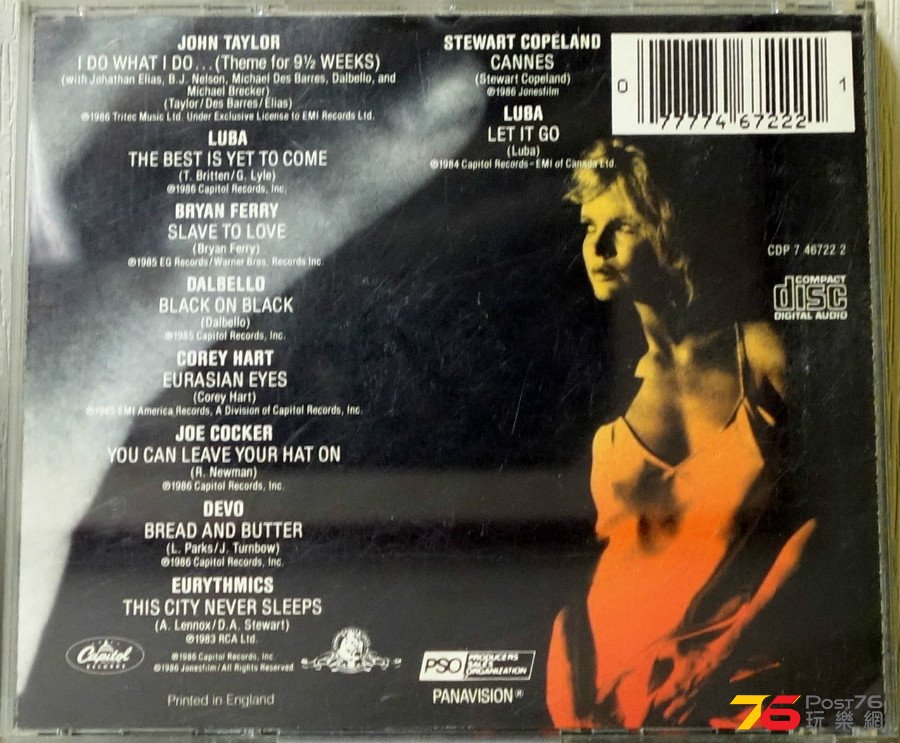 JOHN TAYLOR
I DO WHAT I DO...(Theme for 9½ WEEKS)
(with Johathan Elias, B.J. Nelson, Michael Des Barres, Dalbello, and
Michael Brecker)
(Taylor/Des Barres/Elias)
℗1986 Tritec Music Ltd. Under Exclusive License to EMI Records Ltd.
LUBA
THE BEST IS YET TO COME
(T. Britten/G. Lyle)
℗1986 Capitol Records, Inc.
BRYAN FERRY
SLAVE TO LOVE
(Bryan Ferry)
℗1985 EG Records/Warner Bros. Records Inc.
DALBELLO
BLACK ON BLACK
(Dalbello)
℗1985 Capitol Records, Inc.
COREY HART
EURASIAN EYES
(Corey Hart)
℗1985 EMI America Records, A Division of Capitol Records, Inc.
JOE COCKER
YOU CAN LEAVE YOUR HAT ON
(R. Newman)
℗1986 Capitol Records, Inc.
DEVO
BREAD AND BUTTER
(L. Parks/J. Turnbow)
℗1986 Capitol Records, Inc.
EURYTHMICS
THIS CITY NEVER SLEEPS
(A. Lennox/D.A. Stewart)
℗1983 RCA Ltd.
STEWART COPELAND
CANNES
(Stewart Copeland)
℗1986 Jonesfilm
LUBA
LET IT GO
(Luba)
℗1984 Capitol Records-EMI of Canada Ltd.
0 77774 67222 1
CDP 7 46722 2
COMPACT
disc
DIGITAL AUDIO
Capitol
RECORDS
℗1986 Capitol Records, Inc.
©1986 Jonesfilm/All Rights Reserved
PSO PRODUCERS
SALES
ORGANIZATION
PANAVISION®
Printed in England
76 POST76
玩樂網